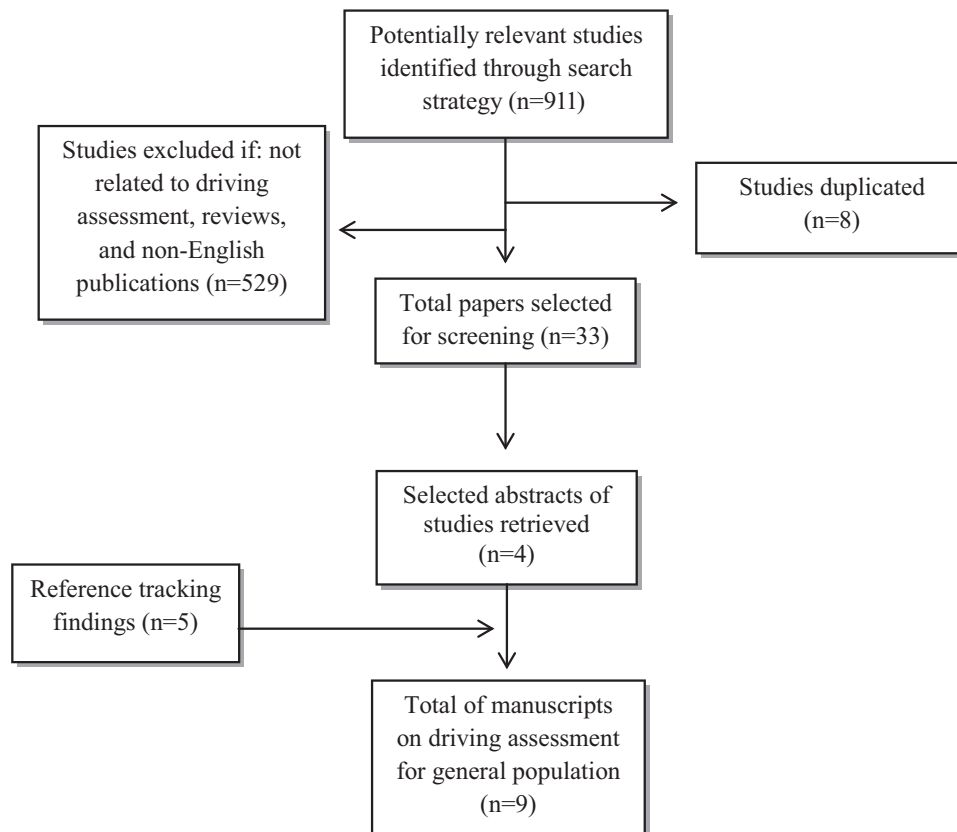 Potentially relevant studies
identified through search
strategy (n=911)
Studies excluded if: not
related to driving
assessment, reviews,
and non-English
publications (n=529)
Studies duplicated
(n=8)
Total papers selected
for screening (n=33)
Selected abstracts of
studies retrieved
(n=4)
Reference tracking
findings (n=5)
Total of manuscripts
on driving assessment
for general population
(n=9)